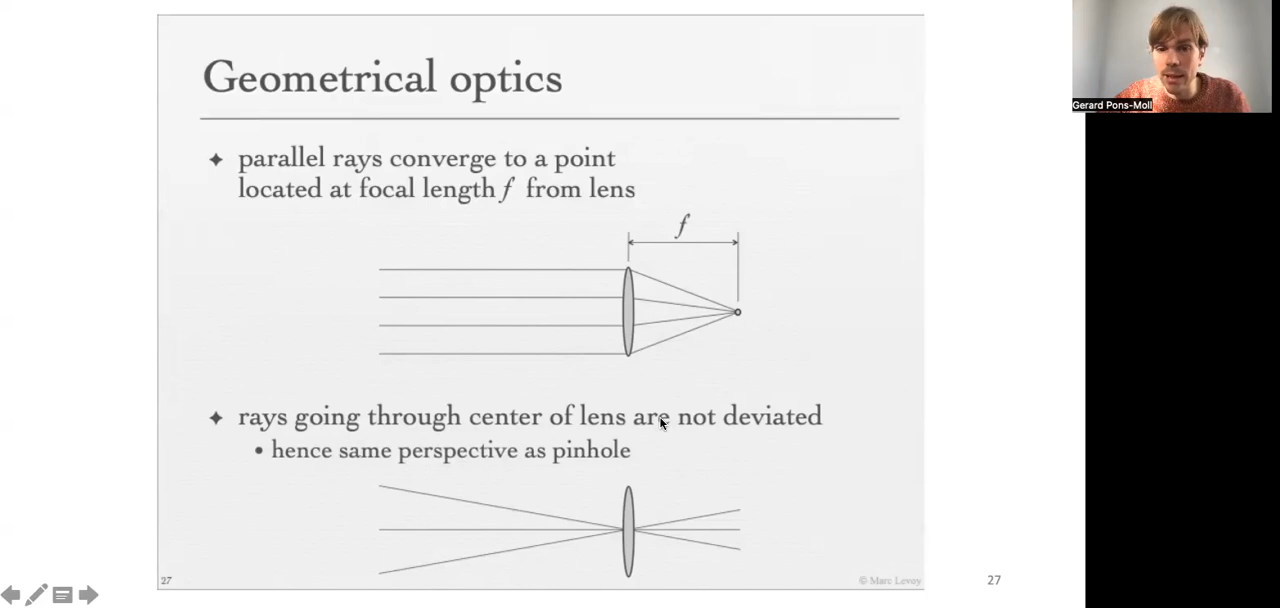 Geometrical optics
✦ parallel rays converge to a point
located at focal length f from lens
f
✦ rays going through center of lens are not deviated
• hence same perspective as pinhole
27
© Marc Levoy
27
Gerard Pons-Moll